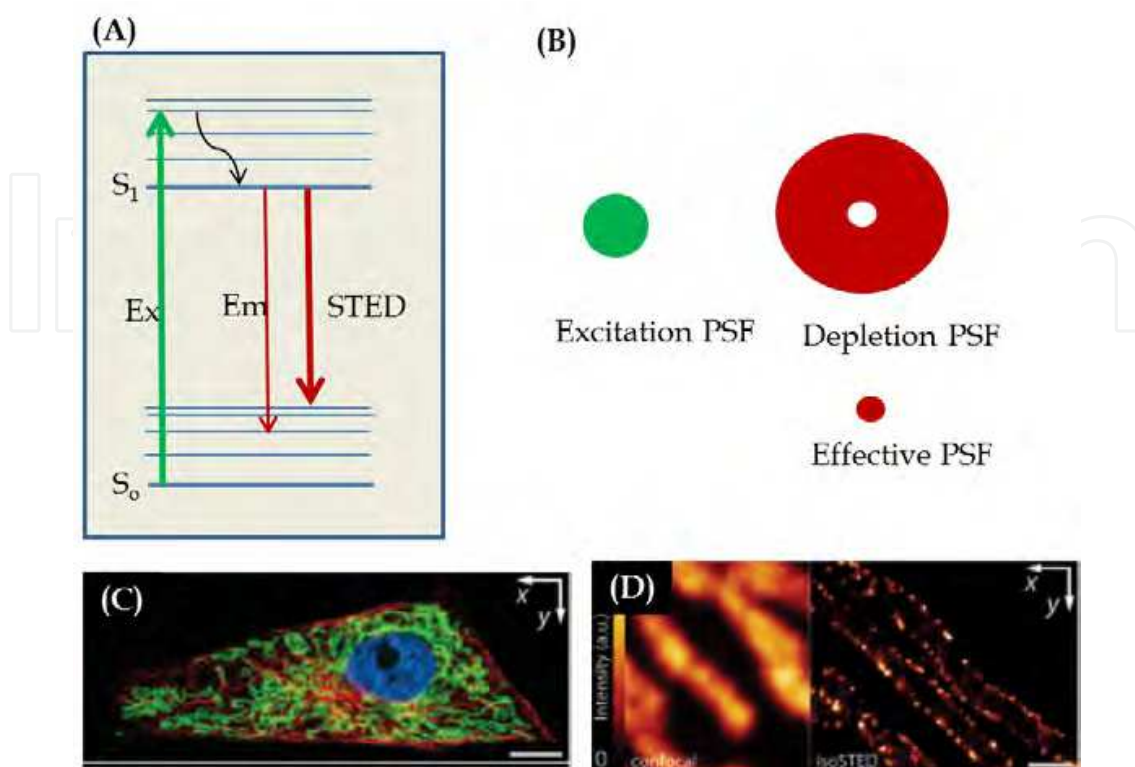 (A)
(B)
S1
Ex
Em
STED
So
Excitation PSF
Depletion PSF
Effective PSF
(C)
x
y
(D)
x
y
Intensity (a.u.)
0
confocal
isoSTED